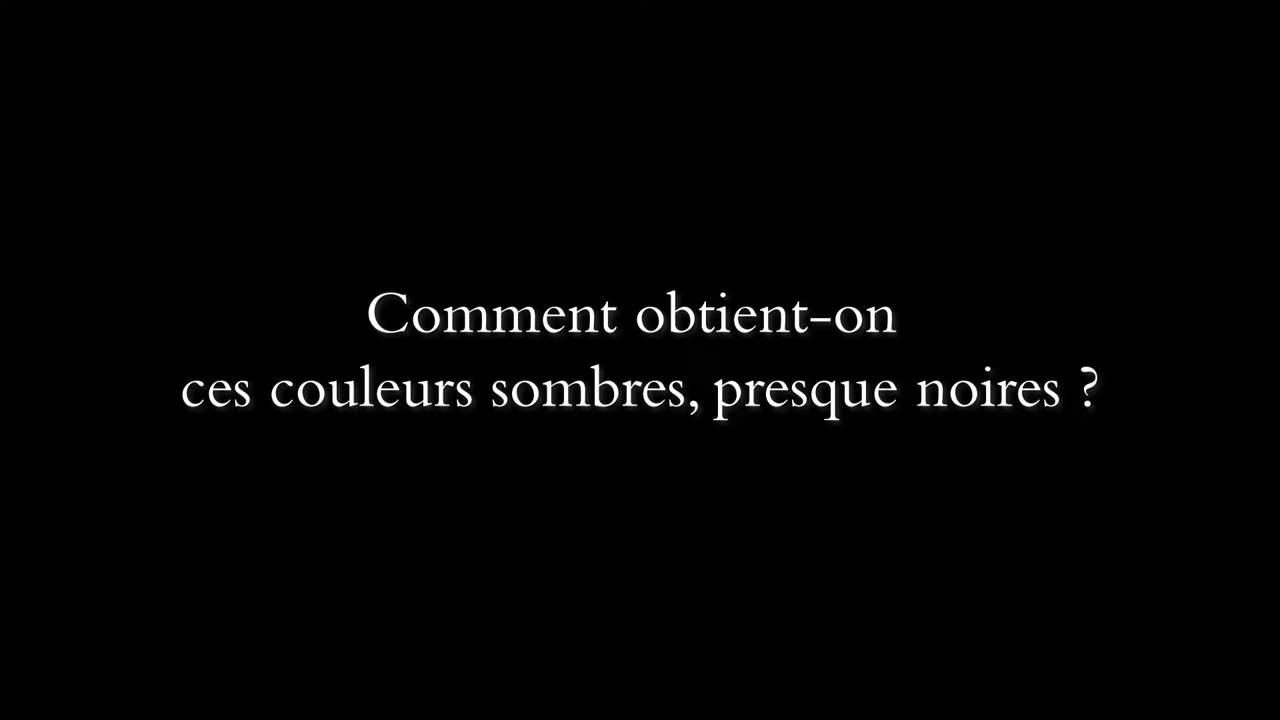 Comment obtient-on
ces couleurs sombres, presque noires ?